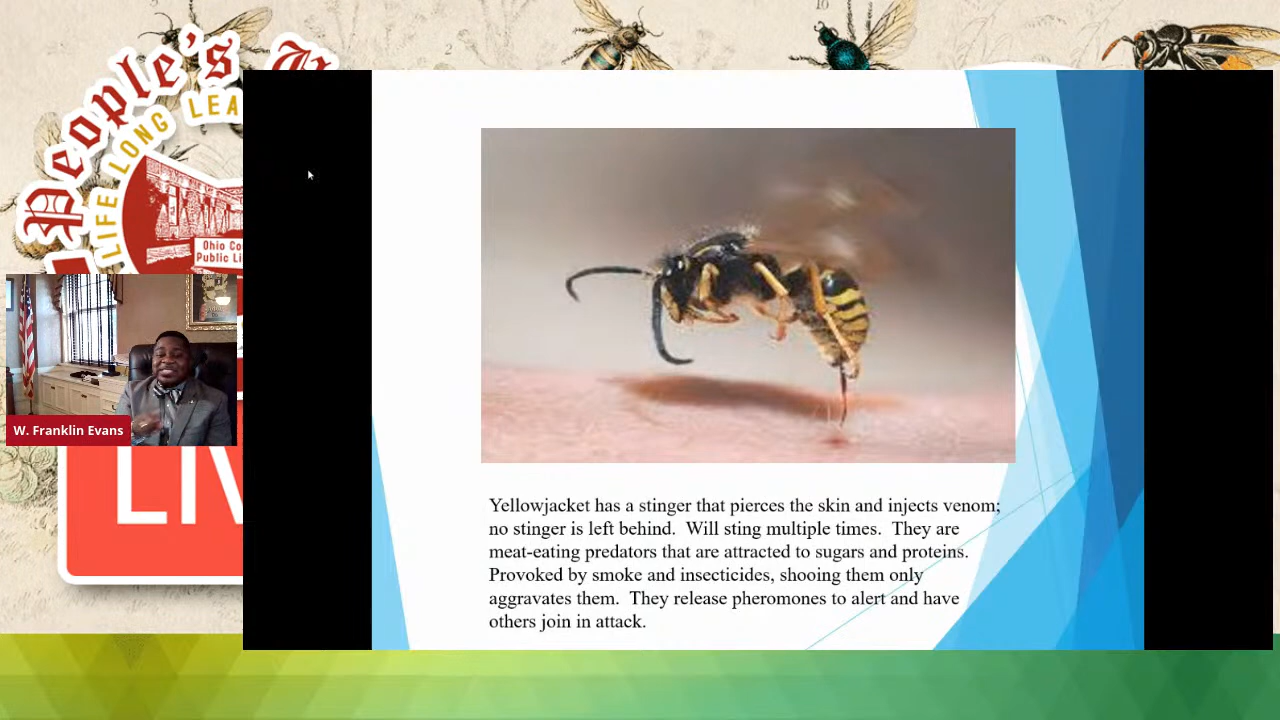 People's
LIFE LONG LEA
Ohio Co
Public Li
W. Franklin Evans
LIV
Yellowjacket has a stinger that pierces the skin and injects venom;
no stinger is left behind.  Will sting multiple times.  They are
meat-eating predators that are attracted to sugars and proteins.
Provoked by smoke and insecticides, shooing them only
aggravates them.  They release pheromones to alert and have
others join in attack.